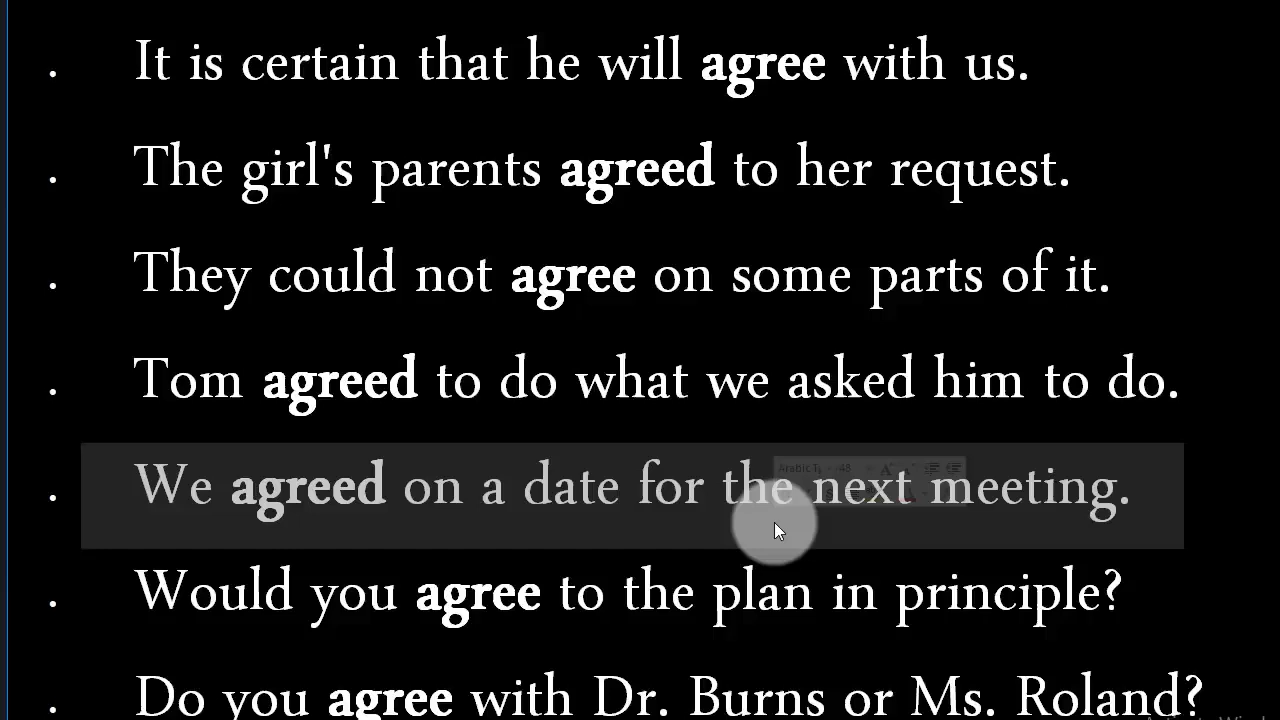 . It is certain that he will agree with us.
. The girl's parents agreed to her request.
. They could not agree on some parts of it.
. Tom agreed to do what we asked him to do.
. We agreed on a date for the next meeting.
. Would you agree to the plan in principle?
. Do you agree with Dr. Burns or Ms. Roland?